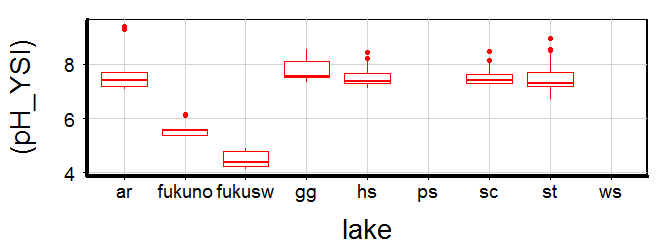 (pH_YSI)
8
6
4
ar fukuno fukusw gg hs ps sc st ws
lake